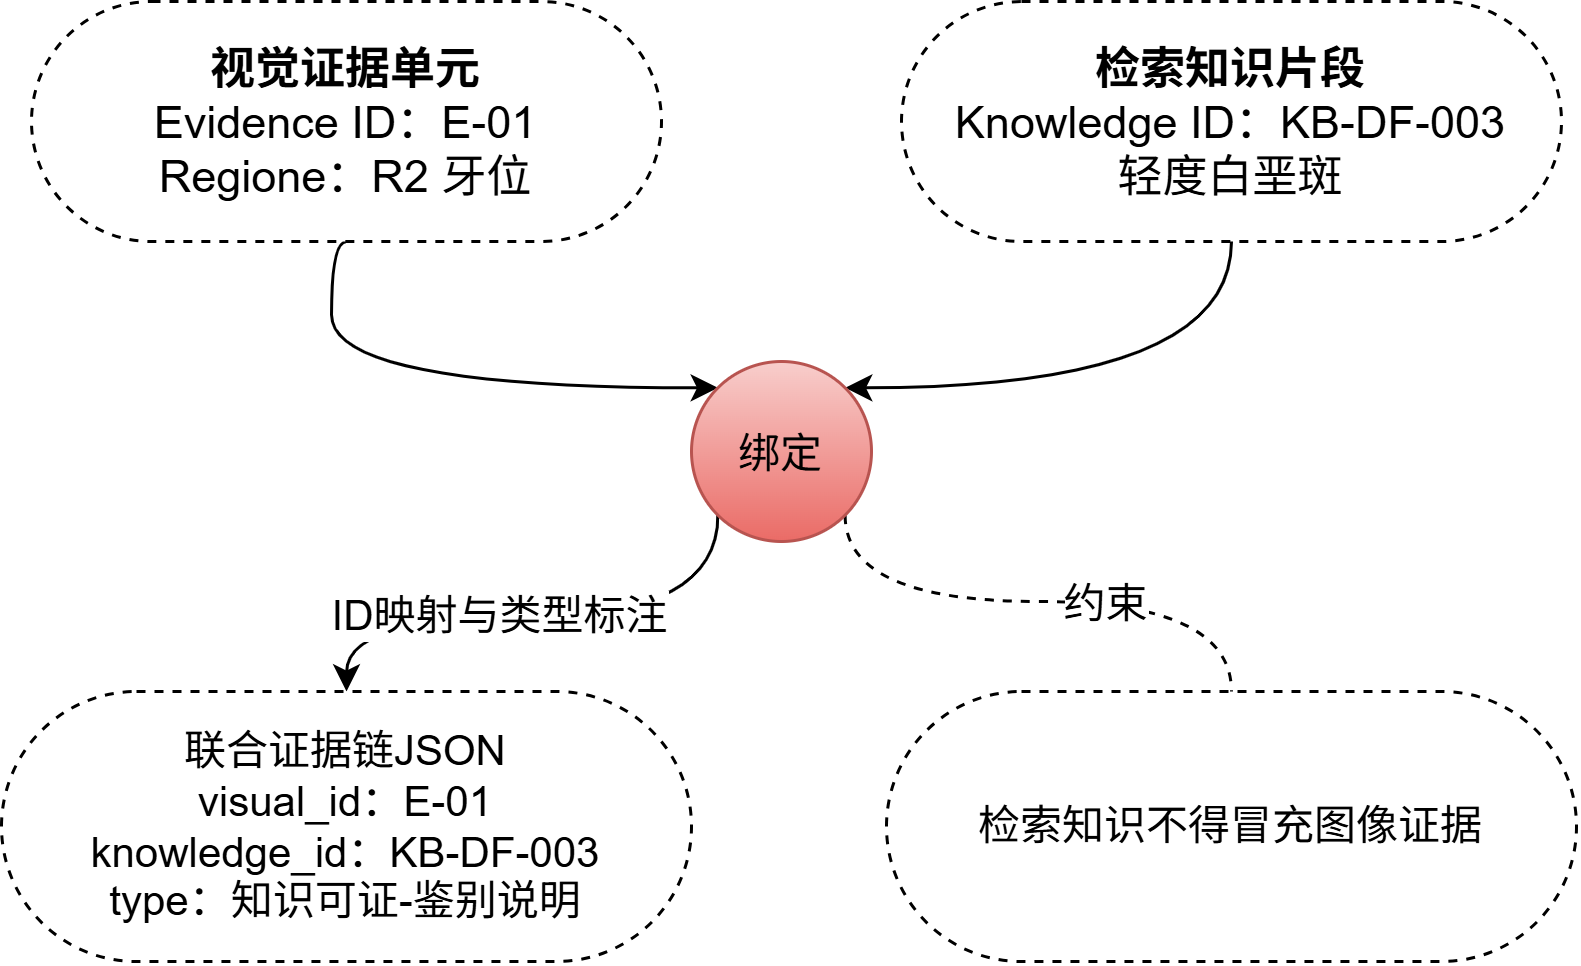 视觉证据单元
Evidence ID：E-01
Regione：R2 牙位
检索知识片段
Knowledge ID：KB-DF-003
轻度白垩斑
绑定
ID映射与类型标注
约束
联合证据链JSON
visual_id：E-01
knowledge_id：KB-DF-003
type：知识可证-鉴别说明
检索知识不得冒充图像证据